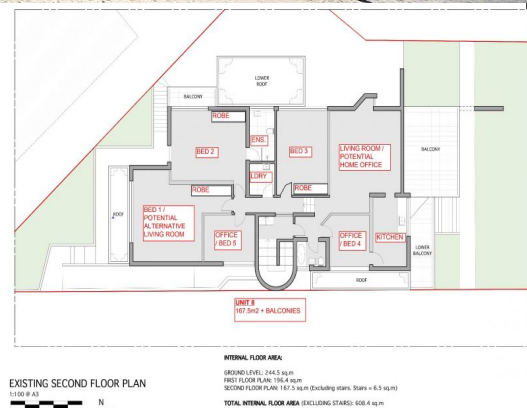 LOWER
ROOF
BALCONY
ROBE
BED 2
ENS.
BED 3
LIVING ROOM /
POTENTIAL
HOME OFFICE
BALCONY
LDRY
ROBE
ROBE
BED 1 /
POTENTIAL
ALTERNATIVE
LIVING ROOM
ROOF
OFFICE
/ BED 5
OFFICE
/ BED 4
KITCHEN
LOWER
BALCONY
ROOF
UNIT 8
167.5m2 + BALCONIES
INTERNAL FLOOR AREA:
GROUND LEVEL: 244.5 sq.m
FIRST FLOOR PLAN: 196.4 sq.m
SECOND FLOOR PLAN: 167.5 sq.m (Excluding stairs. Stairs = 6.5 sq.m)
TOTAL INTERNAL FLOOR AREA (EXCLUDING STAIRS): 608.4 sq.m
EXISTING SECOND FLOOR PLAN
1:100 @ A3
N